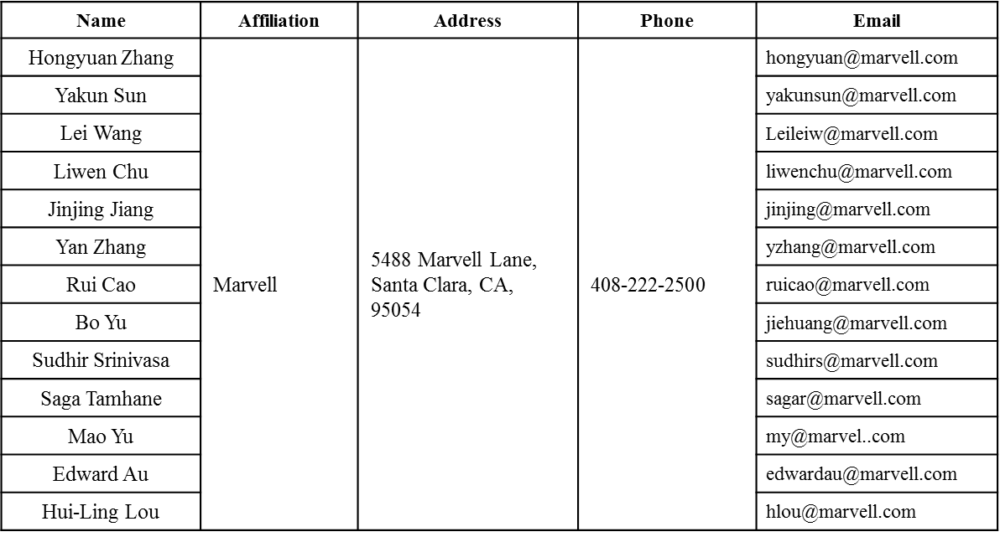 Name Affiliation Address Phone Email
Hongyuan Zhang hongyuan@marvell.com
Yakun Sun yakunsun@marvell.com
Lei Wang Leileiw@marvell.com
Liwen Chu liwenchu@marvell.com
Jinjing Jiang jinjing@marvell.com
Yan Zhang yzhang@marvell.com
5488 Marvell Lane,
Rui Cao Marvell Santa Clara, CA, 408-222-2500 ruicao@marvell.com
95054
Bo Yu jiehuang@marvell.com
Sudhir Srinivasa sudhirs@marvell.com
Saga Tamhane sagar@marvell.com
Mao Yu my@marvel..com
Edward Au edwardau@marvell.com
Hui-Ling Lou hlou@marvell.com